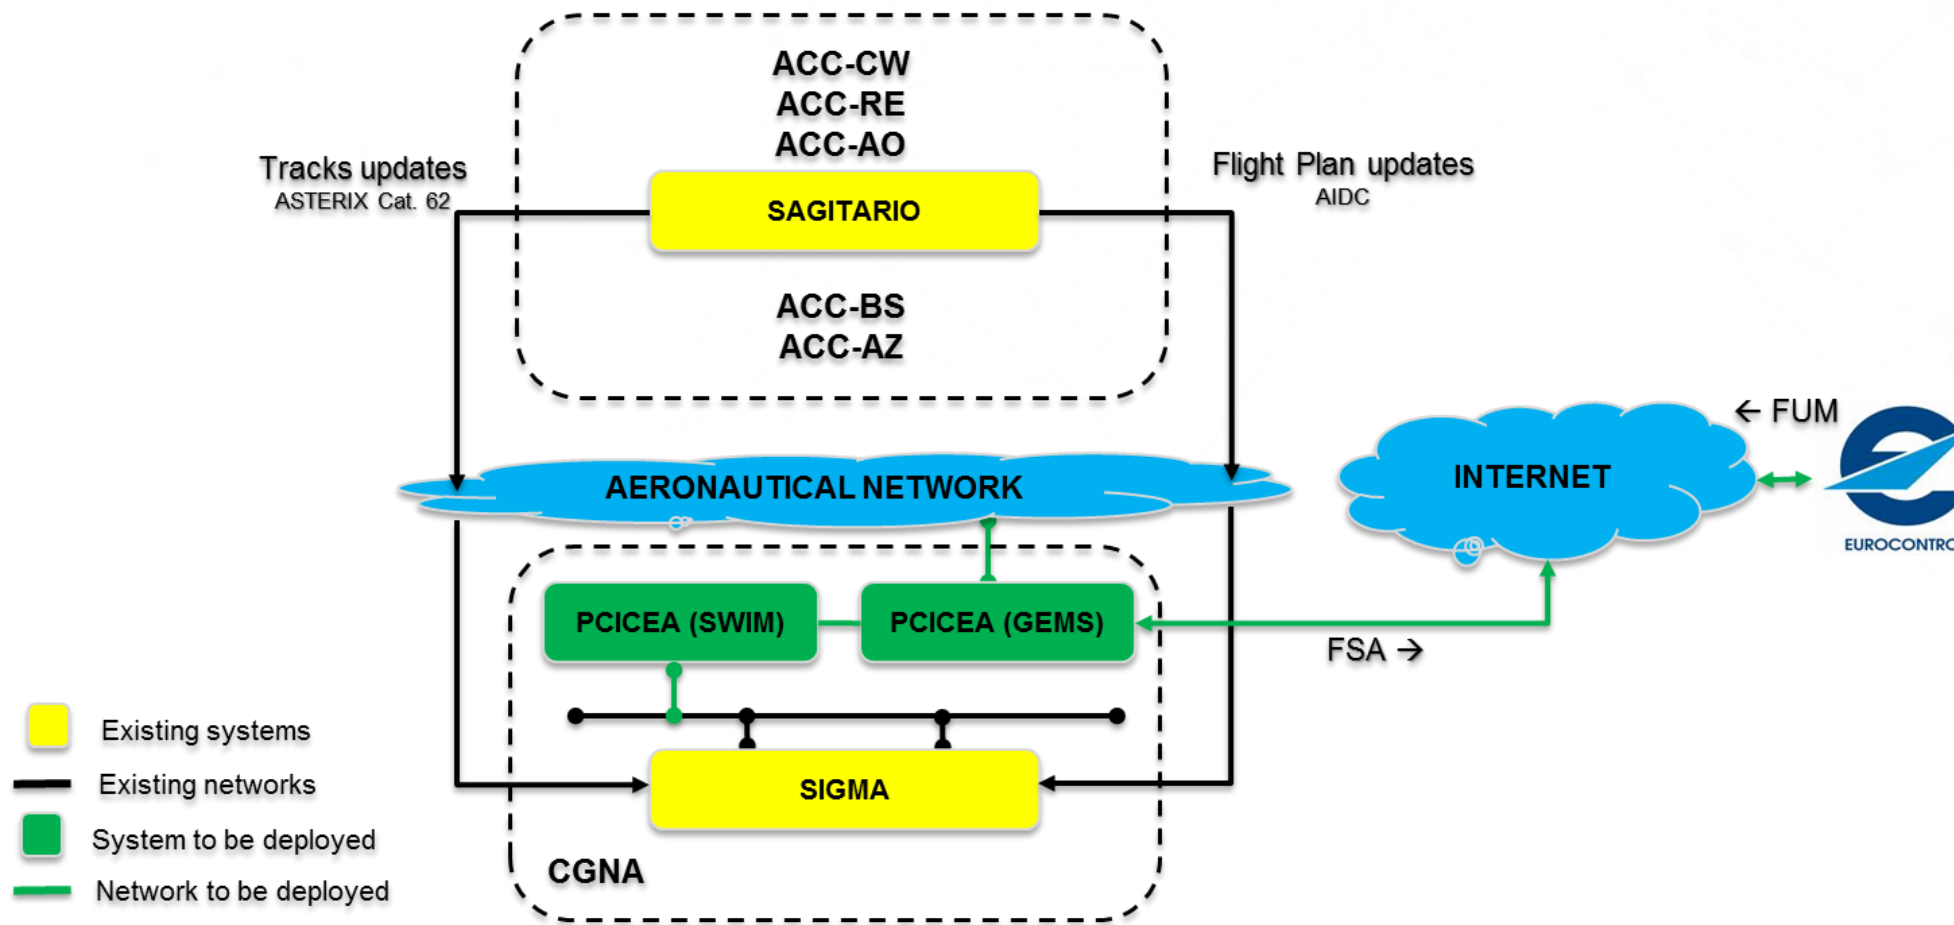 ACC-CW
ACC-RE
ACC-AO
Tracks updates
ASTERIX Cat. 62
Flight Plan updates
AIDC
SAGITARIO
ACC-BS
ACC-AZ
← FUM
AERONAUTICAL NETWORK
INTERNET
EUROCONTRO
PCICEA (SWIM)
PCICEA (GEMS)
FSA →
Existing systems
Existing networks
SIGMA
System to be deployed
CGNA
Network to be deployed